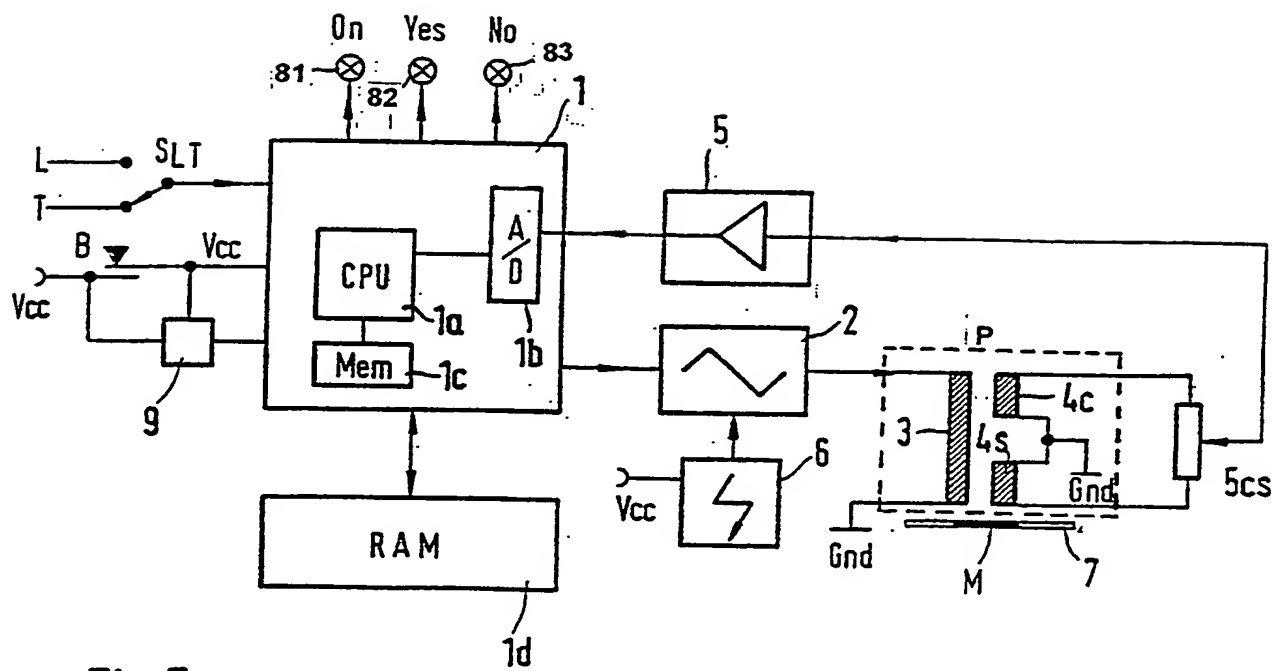 On Yes No
81 82 83
1
L
SLT
T
5
A
D
B
Vcc
Vcc
CPU
1a
1b
2
P
Mem
1c
3
4c
4s
9
6
Gnd
5cs
Vcc
Gnd
RAM
M
7
1d